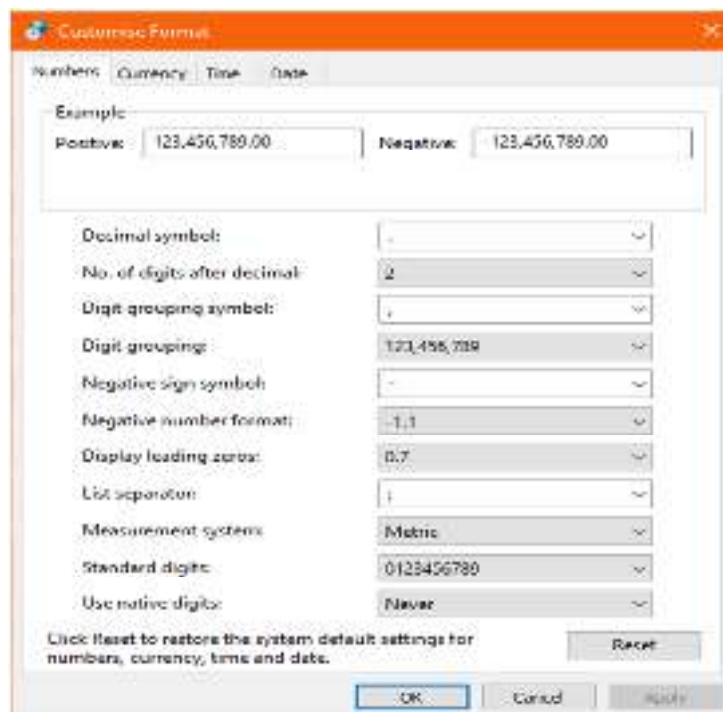 Customise Format
Numbers Currency Time Date
Example
Positive: 123,456,789.00 Negative: -123,456,789.00
Decimal symbol: .
No. of digits after decimal: 2
Digit grouping symbol: ,
Digit grouping: 123,456,789
Negative sign symbol: -
Negative number format: -1.1
Display leading zeros: 0.7
List separator: ;
Measurement system: Metric
Standard digits: 0123456789
Use native digits: Never
Click Reset to restore the system default settings for
numbers, currency, time and date.
Reset
OK Cancel Apply